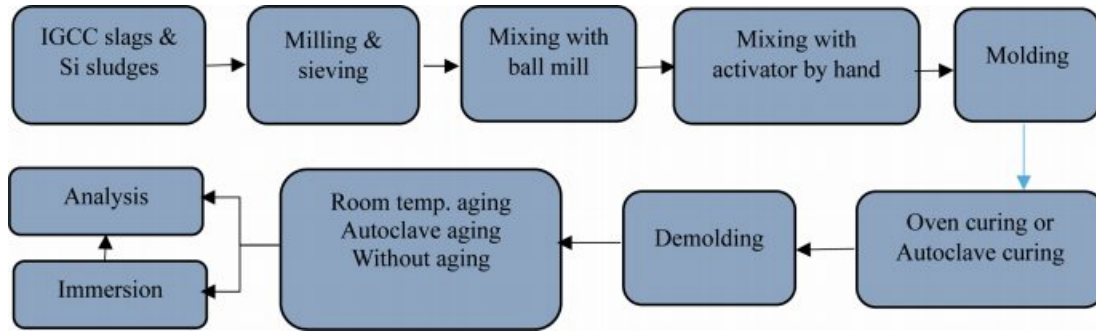 IGCC slags &
Si sludges
Milling &
sieving
Mixing with
ball mill
Mixing with
activator by hand
Molding
Oven curing or
Autoclave curing
Demolding
Room temp. aging
Autoclave aging
Without aging
Analysis
Immersion